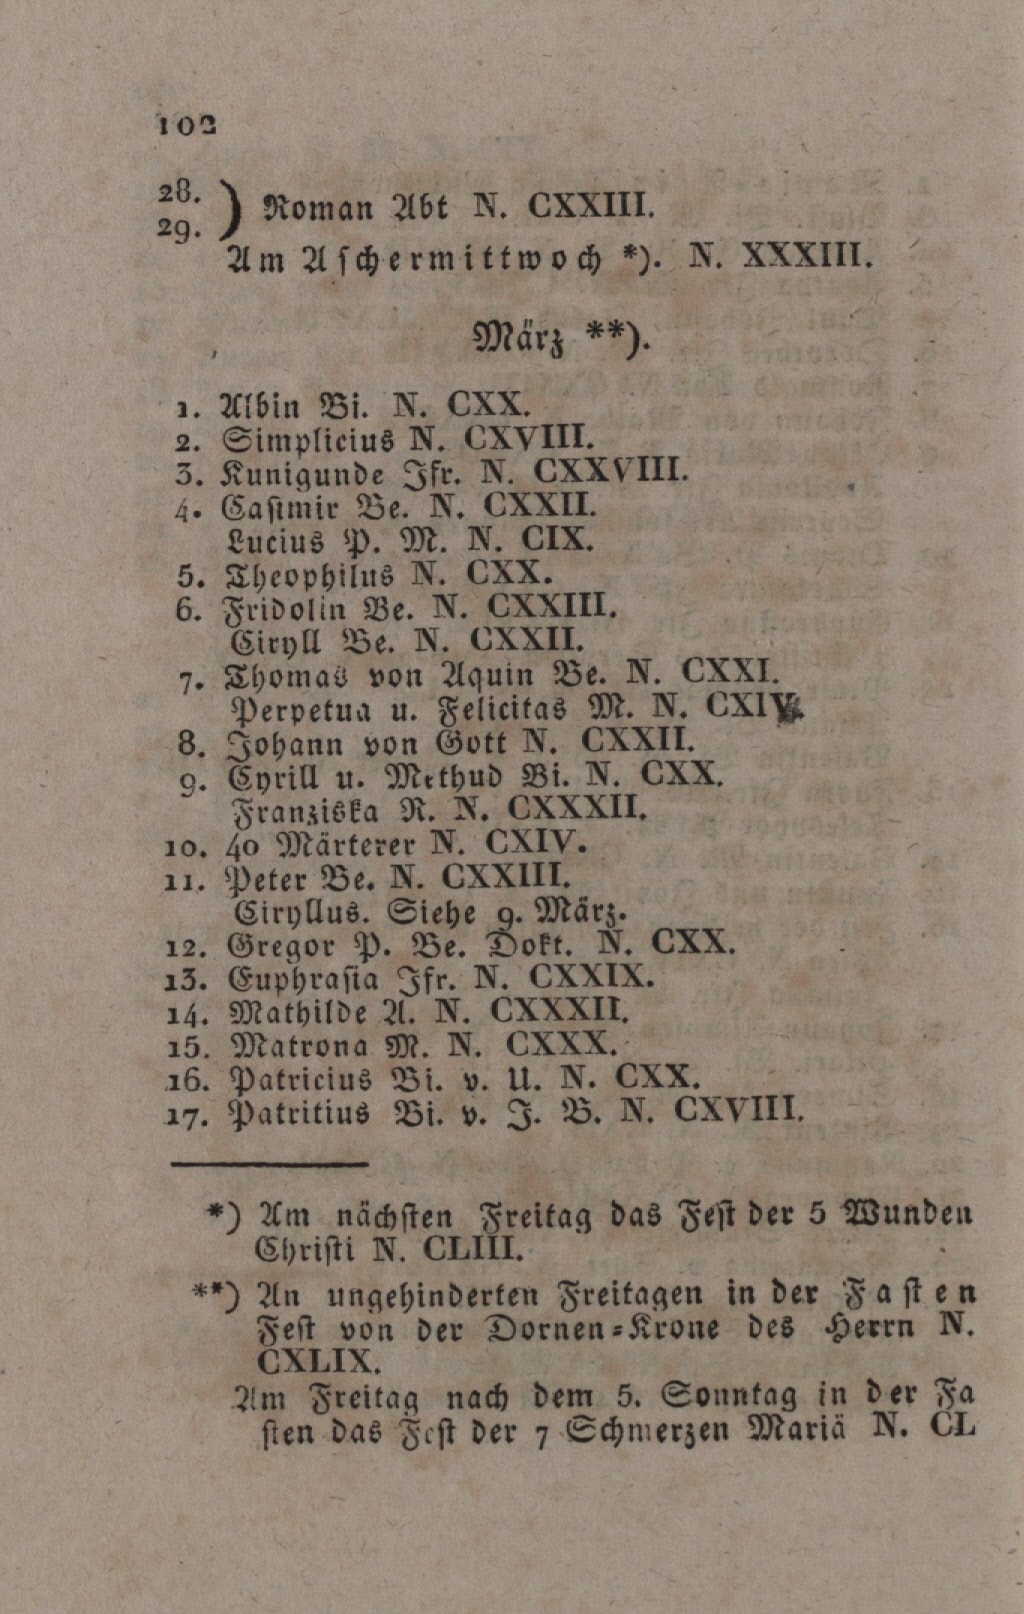 102
28.
29. ) Roman Abt N. CXXIII.
Am Aschermittwoch *). N. XXXIII.
März **).
1. Albin Bi. N. CXX.
2. Simplicius N. CXVIII.
3. Kunigunde Jfr. N. CXXVIII.
4. Casimir Be. N. CXXII.
Lucius P. M. N. CIX.
5. Theophilus N. CXX.
6. Fridolin Be. N. CXXIII.
Ciryll Be. N. CXXII.
7. Thomas von Aquin Be. N. CXXI.
Perpetua u. Felicitas M. N. CXIV.
8. Johann von Gott N. CXXII.
9. Cyrill u. Methud Bi. N. CXX.
Franziska R. N. CXXXII.
10. 40 Märterer N. CXIV.
11. Peter Be. N. CXXIII.
Ciryllus. Siehe 9. März.
12. Gregor P. Be. Dokt. N. CXX.
13. Euphrasia Jfr. N. CXXIX.
14. Mathilde A. N. CXXXII.
15. Matrona M. N. CXXX.
16. Patricius Bi. v. U. N. CXX.
17. Patritius Bi. v. J. B. N. CXVIII.
*) Am nächsten Freitag das Fest der 5 Wunden
Christi N. CLIII.
**) An ungehinderten Freitagen in der Fasten
Fest von der Dornen=Krone des Herrn N.
CXLIX.
Am Freitag nach dem 5. Sonntag in der Fa
sten das Fest der 7 Schmerzen Mariä N. CL